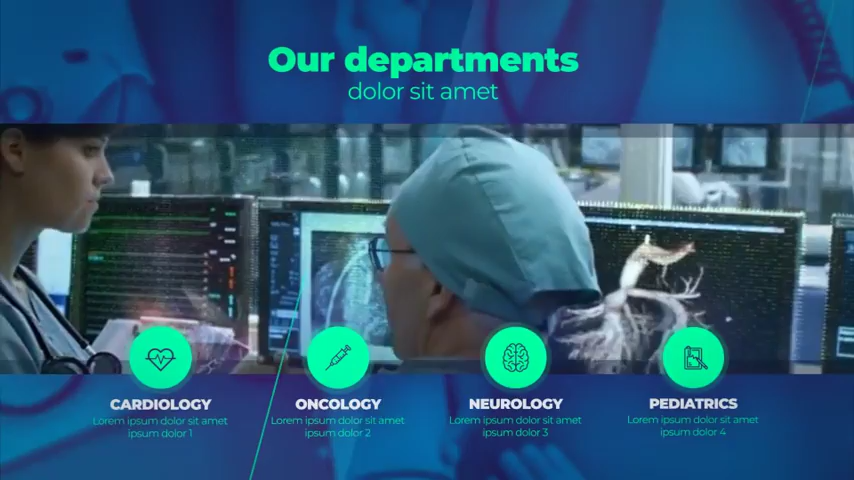 Our departments
dolor sit amet
CARDIOLOGY
Lorem ipsum dolor sit amet
ipsum dolor 1
ONCOLOGY
Lorem ipsum dolor sit amet
ipsum dolor 2
NEUROLOGY
Lorem ipsum dolor sit amet
ipsum dolor 3
PEDIATRICS
Lorem ipsum dolor sit amet
ipsum dolor 4